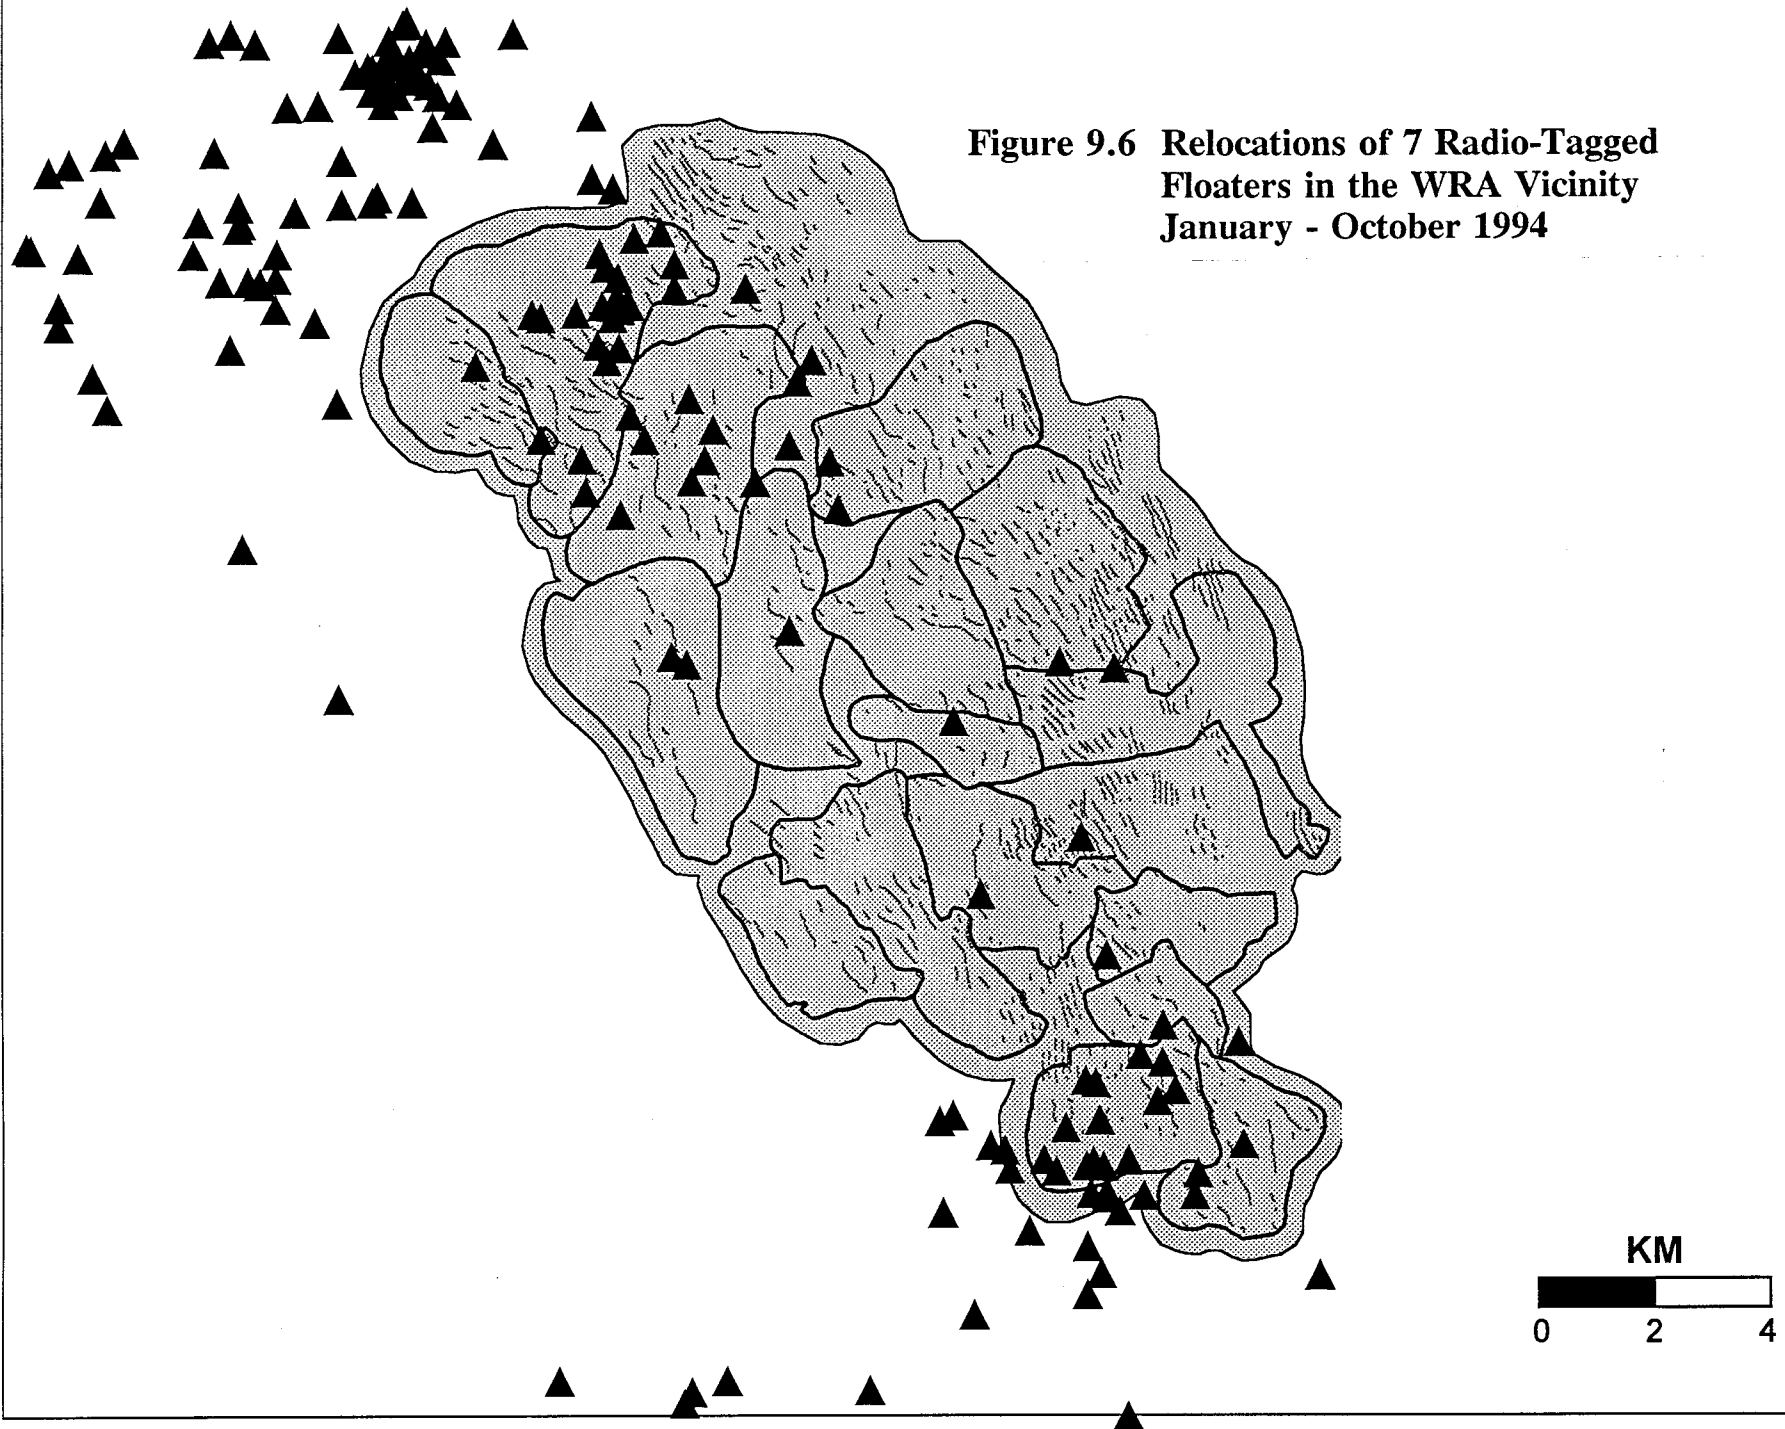 Figure 9.6 Relocations of 7 Radio-Tagged
Floaters in the WRA Vicinity
January - October 1994
KM
0 2 4